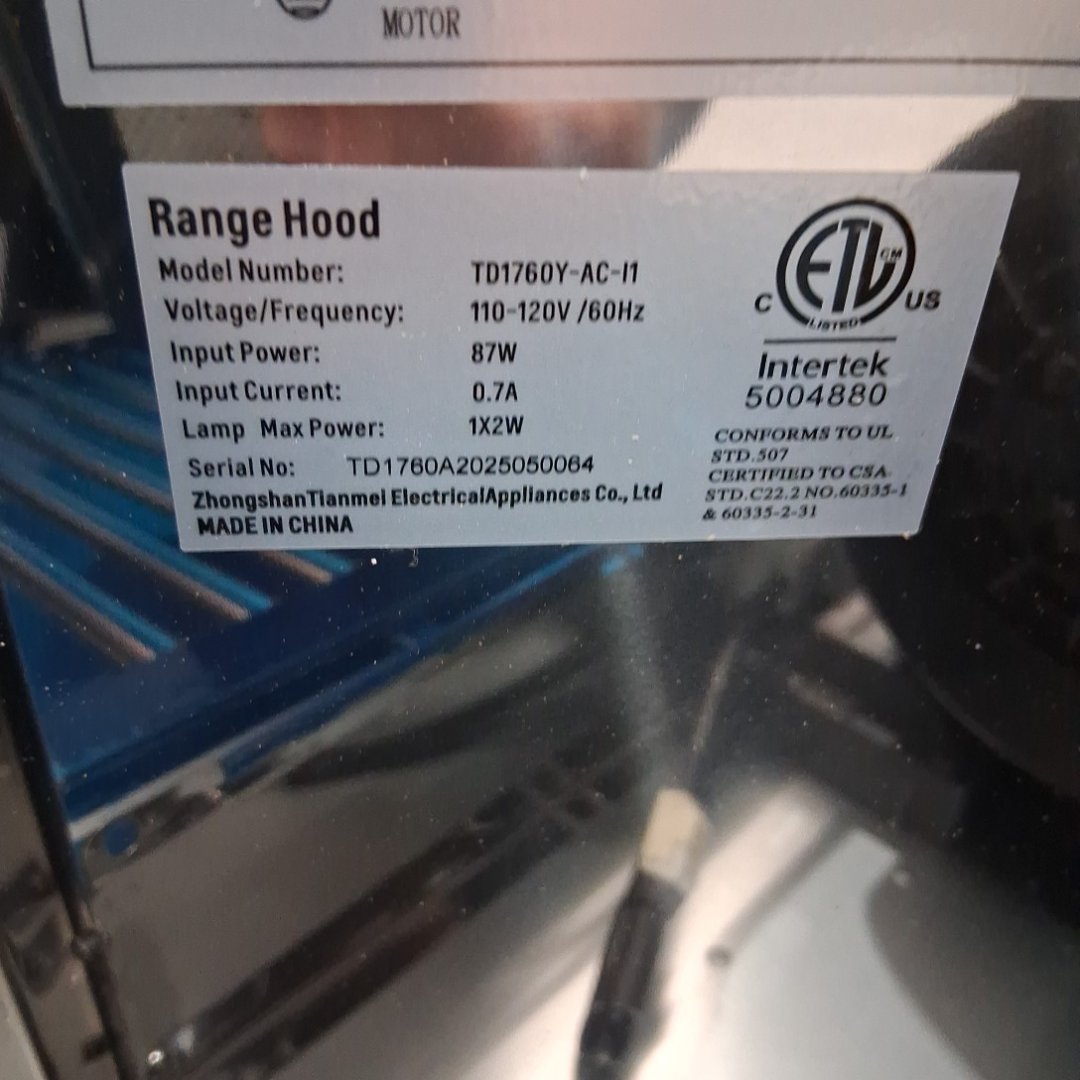 MOTOR
Range Hood
Model Number: TD1760Y-AC-I1
Voltage/Frequency: 110-120V /60Hz
Input Power: 87W
Input Current: 0.7A
Lamp Max Power: 1X2W
Serial No: TD1760A2025050064
ZhongshanTianmei ElectricalAppliances Co., Ltd
MADE IN CHINA
ETL CM
C US
LISTED
Intertek
5004880
CONFORMS TO UL
STD.507
CERTIFIED TO CSA
STD.C22.2 NO.60335-1
& 60335-2-31